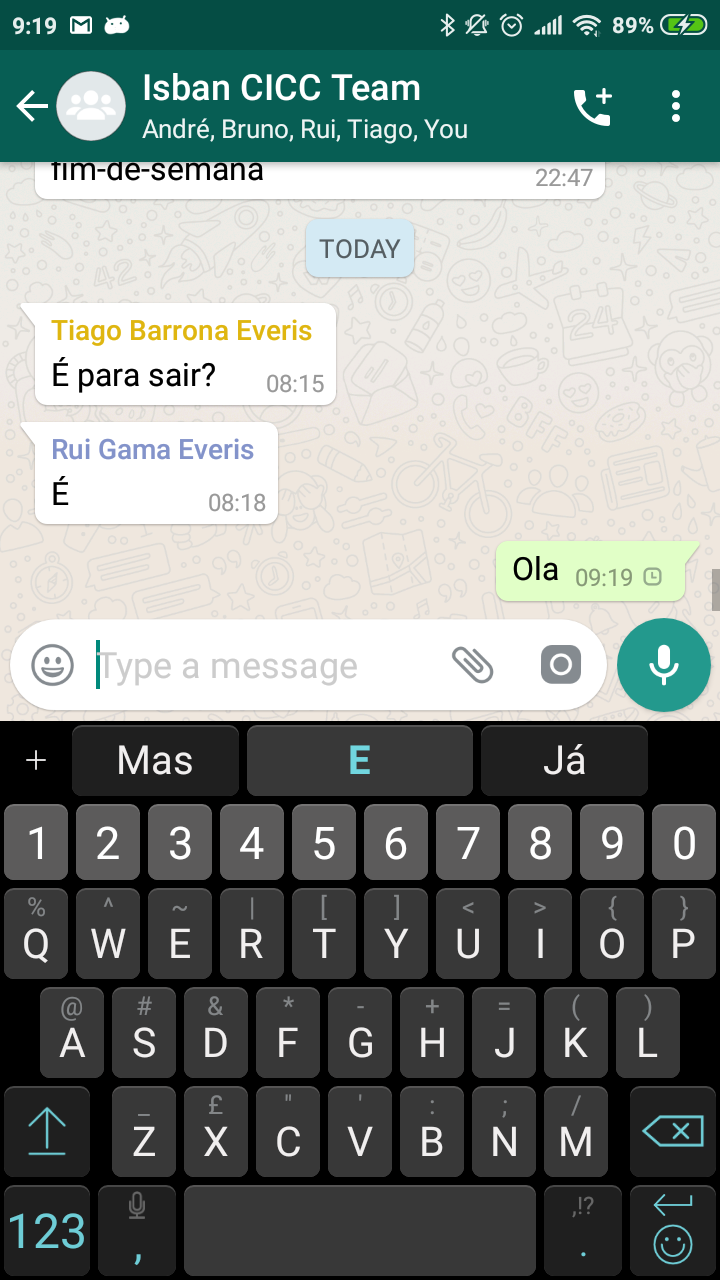 9:19 89%
Isban CICC Team
André, Bruno, Rui, Tiago, You
fim-de-semana
22:47
TODAY
Tiago Barrona Everis
É para sair? 08:15
Rui Gama Everis
É 08:18
Ola 09:19
Type a message
+ Mas E Já
1 2 3 4 5 6 7 8 9 0
% ^ ~ | [ ] < > { }
Q W E R T Y U I O P
@ # & * - + = ( )
A S D F G H J K L
_ £ " ' : ; /
Z X C V B N M
,!?
123 , .